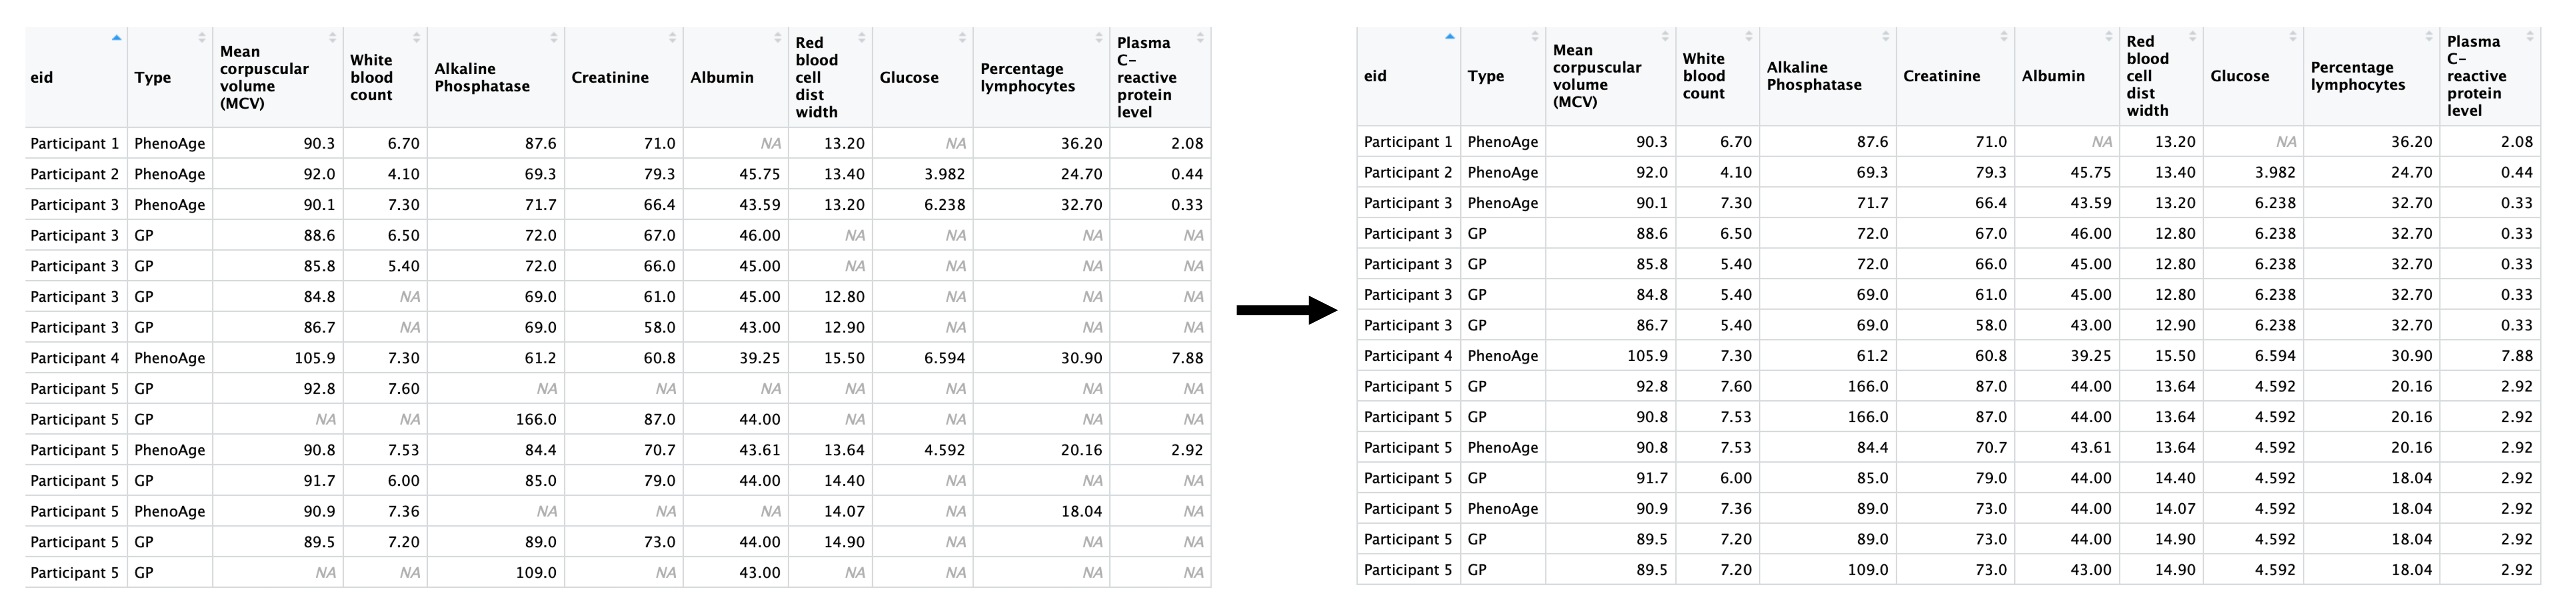 eid Type Mean corpuscular volume (MCV) White blood count Alkaline Phosphatase Creatinine Albumin Red blood cell dist width Glucose Percentage lymphocytes Plasma C-reactive protein level
Participant 1 PhenoAge 90.3 6.70 87.6 71.0 NA 13.20 NA 36.20 2.08
Participant 2 PhenoAge 92.0 4.10 69.3 79.3 45.75 13.40 3.982 24.70 0.44
Participant 3 PhenoAge 90.1 7.30 71.7 66.4 43.59 13.20 6.238 32.70 0.33
Participant 3 GP 88.6 6.50 72.0 67.0 46.00 NA NA NA NA
Participant 3 GP 85.8 5.40 72.0 66.0 45.00 NA NA NA NA
Participant 3 GP 84.8 NA 69.0 61.0 45.00 12.80 NA NA NA
Participant 3 GP 86.7 NA 69.0 58.0 43.00 12.90 NA NA NA
Participant 4 PhenoAge 105.9 7.30 61.2 60.8 39.25 15.50 6.594 30.90 7.88
Participant 5 GP 92.8 7.60 NA NA NA NA NA NA NA
Participant 5 GP NA NA 166.0 87.0 44.00 NA NA NA NA
Participant 5 PhenoAge 90.8 7.53 84.4 70.7 43.61 13.64 4.592 20.16 2.92
Participant 5 GP 91.7 6.00 85.0 79.0 44.00 14.40 NA NA NA
Participant 5 PhenoAge 90.9 7.36 NA NA NA 14.07 NA 18.04 NA
Participant 5 GP 89.5 7.20 89.0 73.0 44.00 14.90 NA NA NA
Participant 5 GP NA NA 109.0 NA 43.00 NA NA NA NA
eid Type Mean corpuscular volume (MCV) White blood count Alkaline Phosphatase Creatinine Albumin Red blood cell dist width Glucose Percentage lymphocytes Plasma C-reactive protein level
Participant 1 PhenoAge 90.3 6.70 87.6 71.0 NA 13.20 NA 36.20 2.08
Participant 2 PhenoAge 92.0 4.10 69.3 79.3 45.75 13.40 3.982 24.70 0.44
Participant 3 PhenoAge 90.1 7.30 71.7 66.4 43.59 13.20 6.238 32.70 0.33
Participant 3 GP 88.6 6.50 72.0 67.0 46.00 12.80 6.238 32.70 0.33
Participant 3 GP 85.8 5.40 72.0 66.0 45.00 12.80 6.238 32.70 0.33
Participant 3 GP 84.8 5.40 69.0 61.0 45.00 12.80 6.238 32.70 0.33
Participant 3 GP 86.7 5.40 69.0 58.0 43.00 12.90 6.238 32.70 0.33
Participant 4 PhenoAge 105.9 7.30 61.2 60.8 39.25 15.50 6.594 30.90 7.88
Participant 5 GP 92.8 7.60 166.0 87.0 44.00 13.64 4.592 20.16 2.92
Participant 5 GP 90.8 7.53 166.0 87.0 44.00 13.64 4.592 20.16 2.92
Participant 5 PhenoAge 90.8 7.53 84.4 70.7 43.61 13.64 4.592 20.16 2.92
Participant 5 GP 91.7 6.00 85.0 79.0 44.00 14.40 4.592 18.04 2.92
Participant 5 PhenoAge 90.9 7.36 89.0 73.0 44.00 14.07 4.592 18.04 2.92
Participant 5 GP 89.5 7.20 89.0 73.0 44.00 14.90 4.592 18.04 2.92
Participant 5 GP 89.5 7.20 109.0 73.0 43.00 14.90 4.592 18.04 2.92